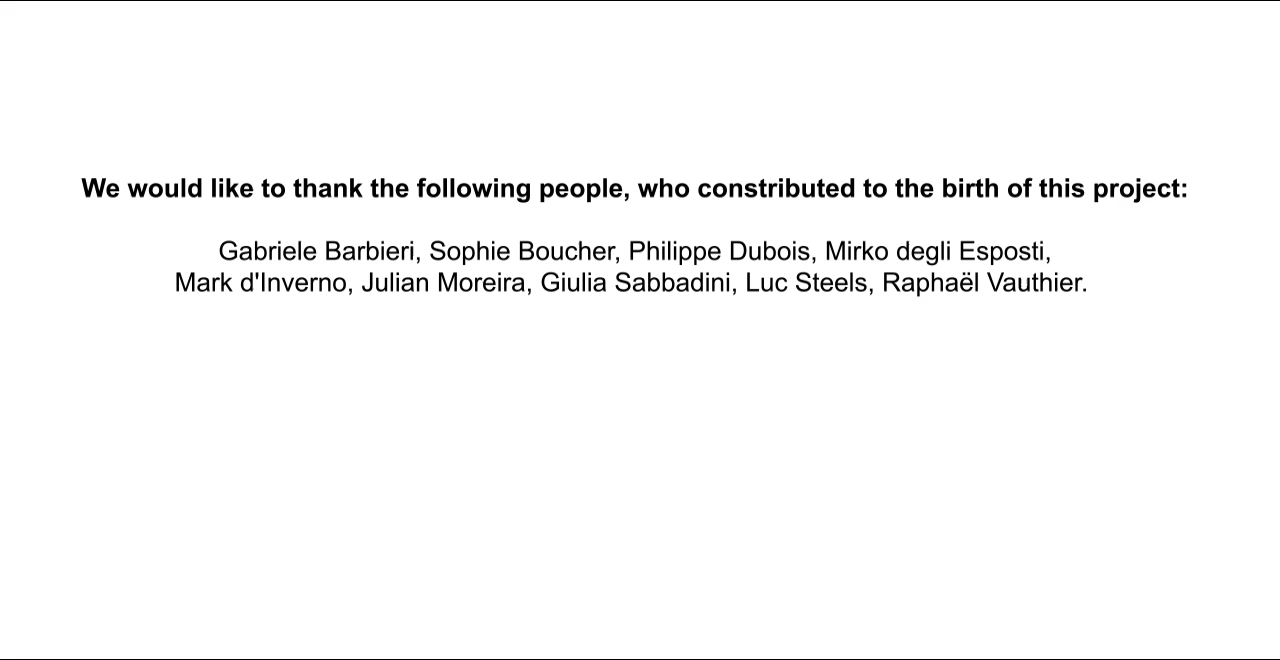 We would like to thank the following people, who constributed to the birth of this project:
Gabriele Barbieri, Sophie Boucher, Philippe Dubois, Mirko degli Esposti,
Mark d'Inverno, Julian Moreira, Giulia Sabbadini, Luc Steels, Raphaël Vauthier.